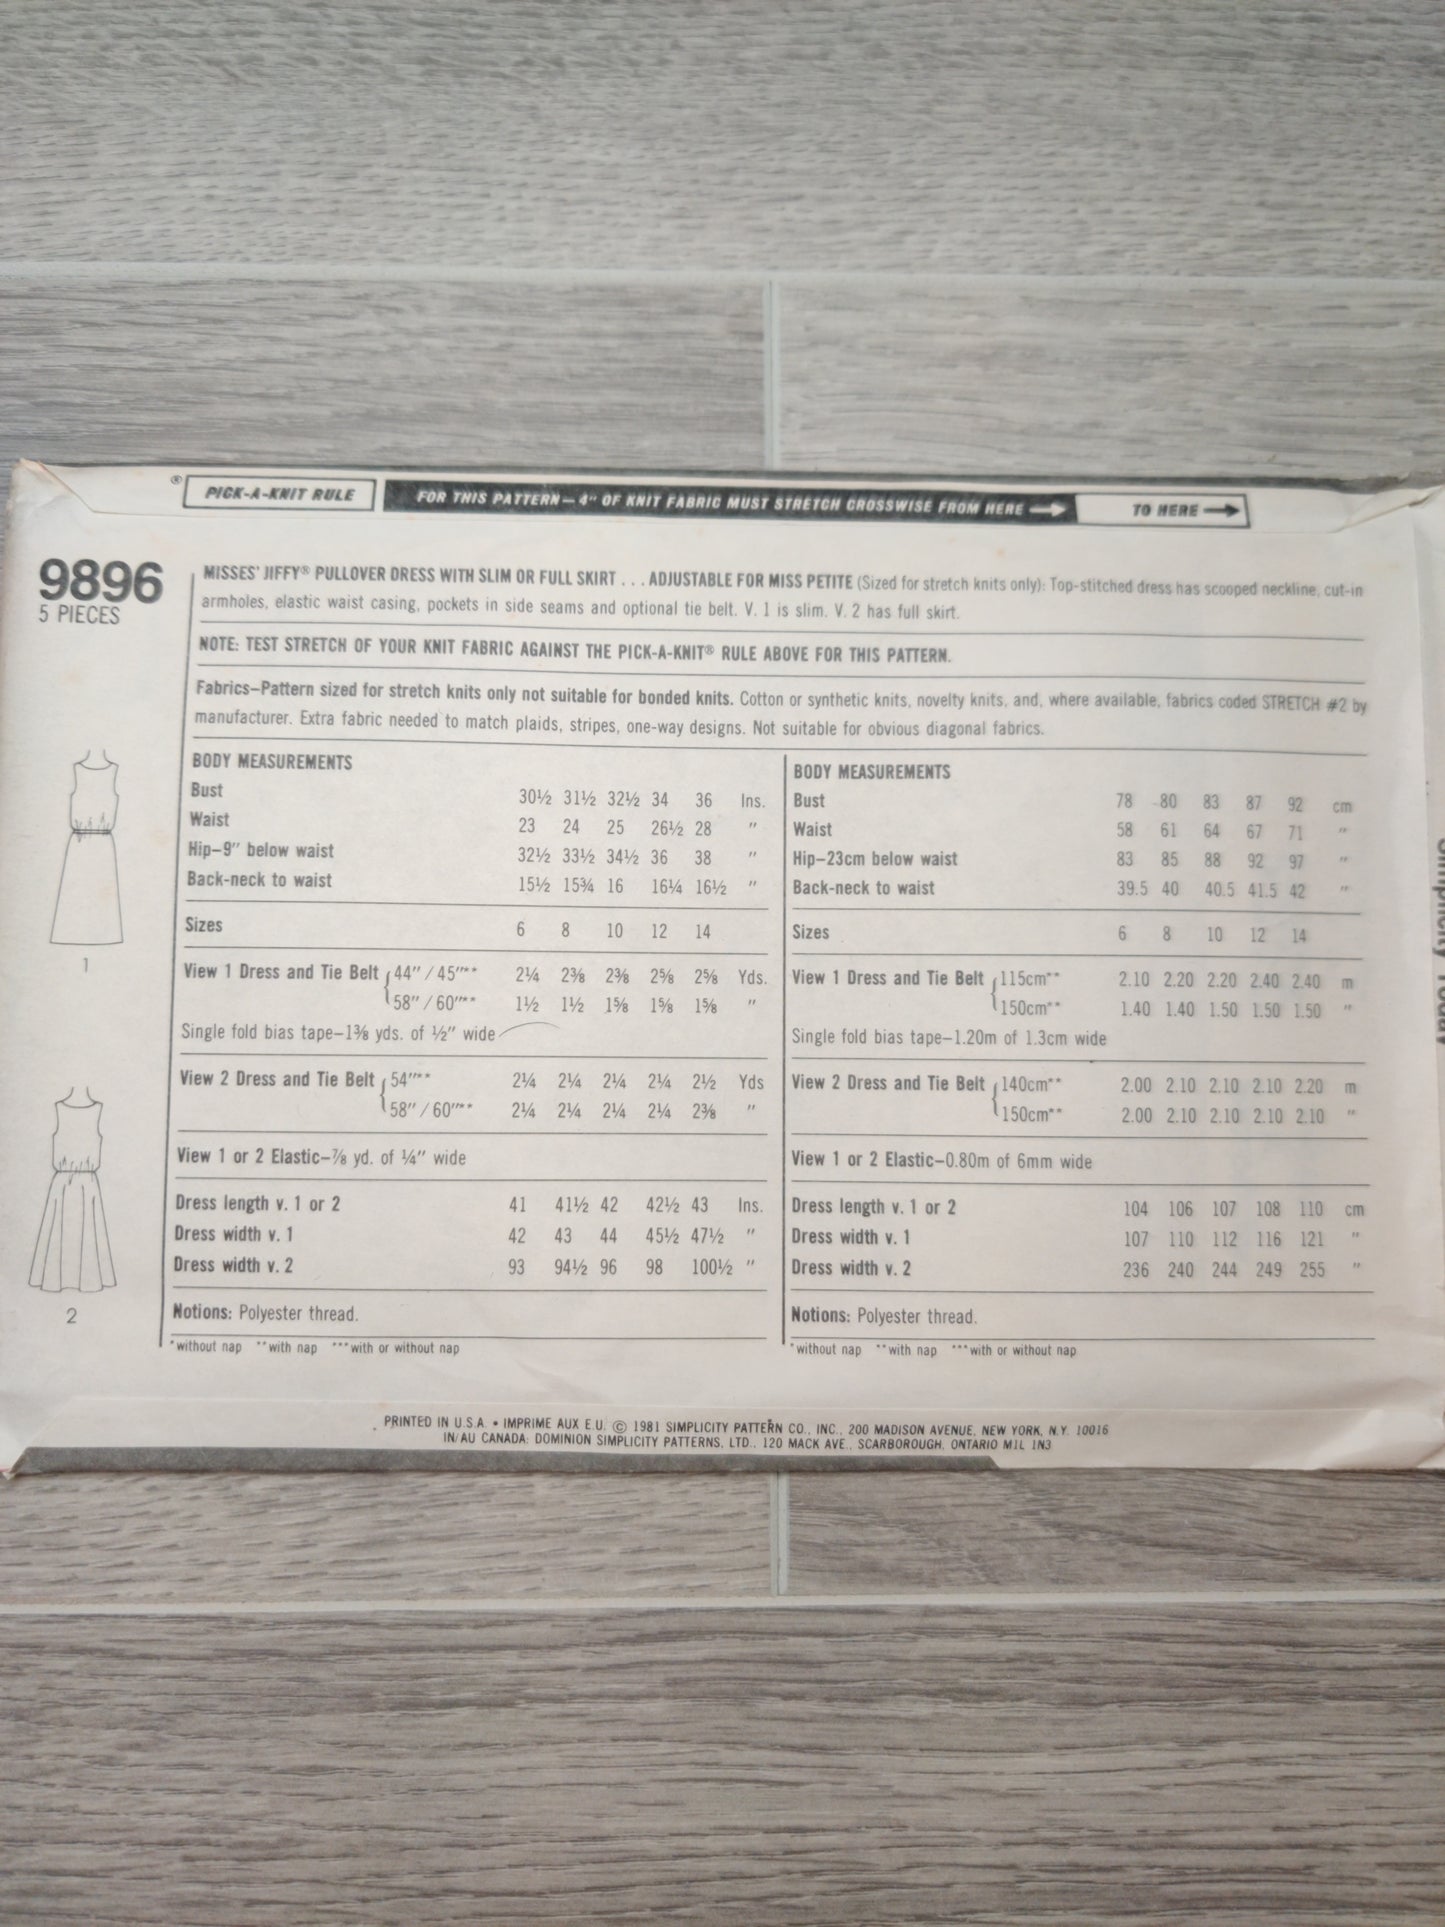 ® PICK-A-KNIT RULE FOR THIS PATTERN—4" OF KNIT FABRIC MUST STRETCH CROSSWISE FROM HERE → TO HERE →
9896
5 PIECES
MISSES' JIFFY® PULLOVER DRESS WITH SLIM OR FULL SKIRT . . . ADJUSTABLE FOR MISS PETITE (Sized for stretch knits only): Top-stitched dress has scooped neckline, cut-in
armholes, elastic waist casing, pockets in side seams and optional tie belt. V. 1 is slim. V. 2 has full skirt.
NOTE: TEST STRETCH OF YOUR KNIT FABRIC AGAINST THE PICK-A-KNIT® RULE ABOVE FOR THIS PATTERN.
Fabrics—Pattern sized for stretch knits only not suitable for bonded knits. Cotton or synthetic knits, novelty knits, and, where available, fabrics coded STRETCH #2 by
manufacturer. Extra fabric needed to match plaids, stripes, one-way designs. Not suitable for obvious diagonal fabrics.
BODY MEASUREMENTS
Bust 30½ 31½ 32½ 34 36 Ins.
Waist 23 24 25 26½ 28 "
Hip—9" below waist 32½ 33½ 34½ 36 38 "
Back-neck to waist 15½ 15¾ 16 16¼ 16½ "
Sizes 6 8 10 12 14
View 1 Dress and Tie Belt { 44" / 45"** 2¼ 2⅜ 2⅜ 2⅝ 2⅝ Yds.
58" / 60"** 1½ 1½ 1⅝ 1⅝ 1⅝ "
Single fold bias tape—1⅜ yds. of ½" wide
View 2 Dress and Tie Belt { 54"** 2¼ 2¼ 2¼ 2¼ 2½ Yds
58" / 60"** 2¼ 2¼ 2¼ 2¼ 2⅜ "
View 1 or 2 Elastic—⅞ yd. of ¼" wide
Dress length v. 1 or 2 41 41½ 42 42½ 43 Ins.
Dress width v. 1 42 43 44 45½ 47½ "
Dress width v. 2 93 94½ 96 98 100½ "
Notions: Polyester thread.
*without nap **with nap ***with or without nap
BODY MEASUREMENTS
Bust 78 80 83 87 92 cm
Waist 58 61 64 67 71 "
Hip—23cm below waist 83 85 88 92 97 "
Back-neck to waist 39.5 40 40.5 41.5 42 "
Sizes 6 8 10 12 14
View 1 Dress and Tie Belt { 115cm** 2.10 2.20 2.20 2.40 2.40 m
150cm** 1.40 1.40 1.50 1.50 1.50 "
Single fold bias tape—1.20m of 1.3cm wide
View 2 Dress and Tie Belt { 140cm** 2.00 2.10 2.10 2.10 2.20 m
150cm** 2.00 2.10 2.10 2.10 2.10 "
View 1 or 2 Elastic—0.80m of 6mm wide
Dress length v. 1 or 2 104 106 107 108 110 cm
Dress width v. 1 107 110 112 116 121 "
Dress width v. 2 236 240 244 249 255 "
Notions: Polyester thread.
*without nap **with nap ***with or without nap
1
2
PRINTED IN U.S.A. • IMPRIME AUX E.U. © 1981 SIMPLICITY PATTERN CO., INC., 200 MADISON AVENUE, NEW YORK, N.Y. 10016
IN/AU CANADA: DOMINION SIMPLICITY PATTERNS, LTD., 120 MACK AVE., SCARBOROUGH, ONTARIO M1L 1N3